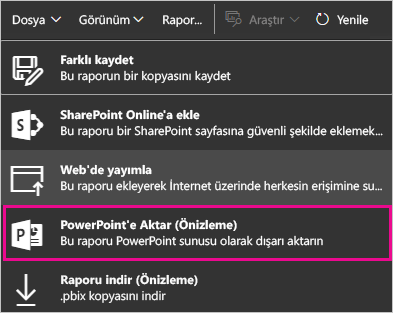 Dosya Görünüm Rapor... Araştır Yenile
Farklı kaydet
Bu raporun bir kopyasını kaydet
SharePoint Online'a ekle
Bu raporu bir SharePoint sayfasına güvenli şekilde eklemek...
Web'de yayımla
Bu raporu ekleyerek İnternet üzerinde herkesin erişimine su...
PowerPoint'e Aktar (Önizleme)
Bu raporu PowerPoint sunusu olarak dışarı aktarın
Raporu indir (Önizleme)
.pbix kopyasını indir